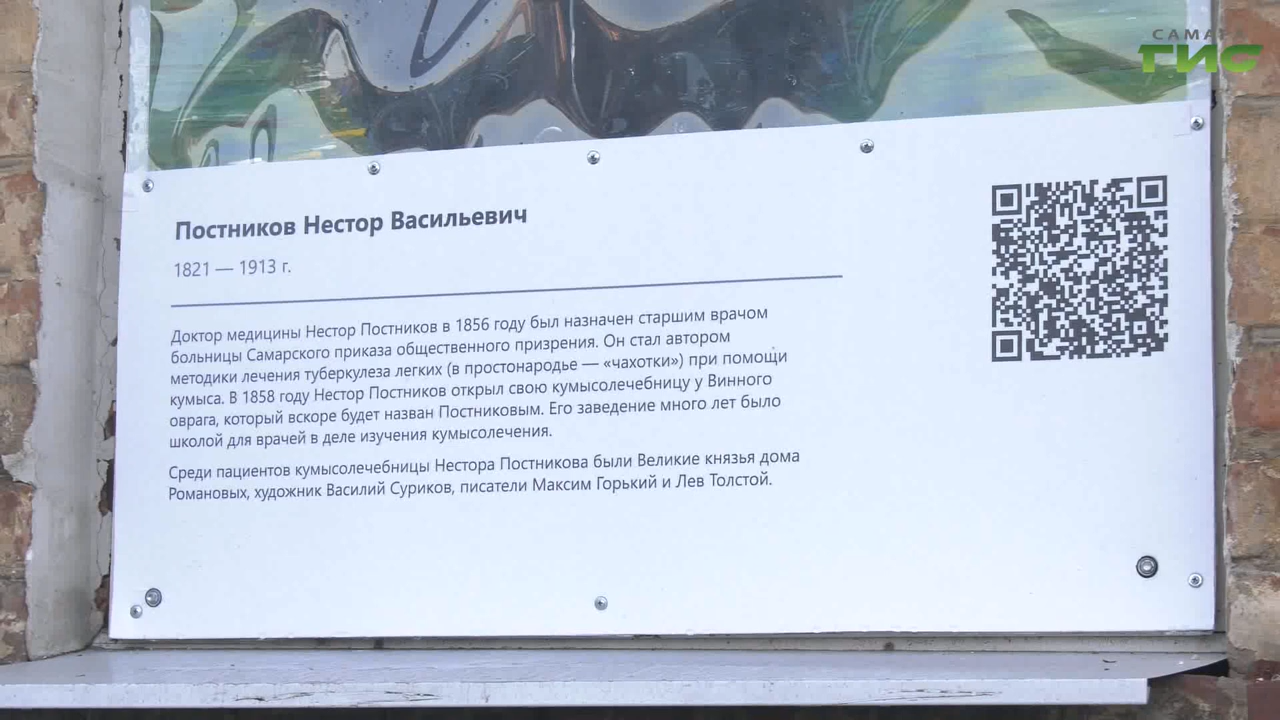 САМАРА
ГИС
Постников Нестор Васильевич
1821 — 1913 г.
Доктор медицины Нестор Постников в 1856 году был назначен старшим врачом
больницы Самарского приказа общественного призрения. Он стал автором
методики лечения туберкулеза легких (в простонародье — «чахотки») при помощи
кумыса. В 1858 году Нестор Постников открыл свою кумысолечебницу у Винного
оврага, который вскоре будет назван Постниковым. Его заведение много лет было
школой для врачей в деле изучения кумысолечения.
Среди пациентов кумысолечебницы Нестора Постникова были Великие князья дома
Романовых, художник Василий Суриков, писатели Максим Горький и Лев Толстой.